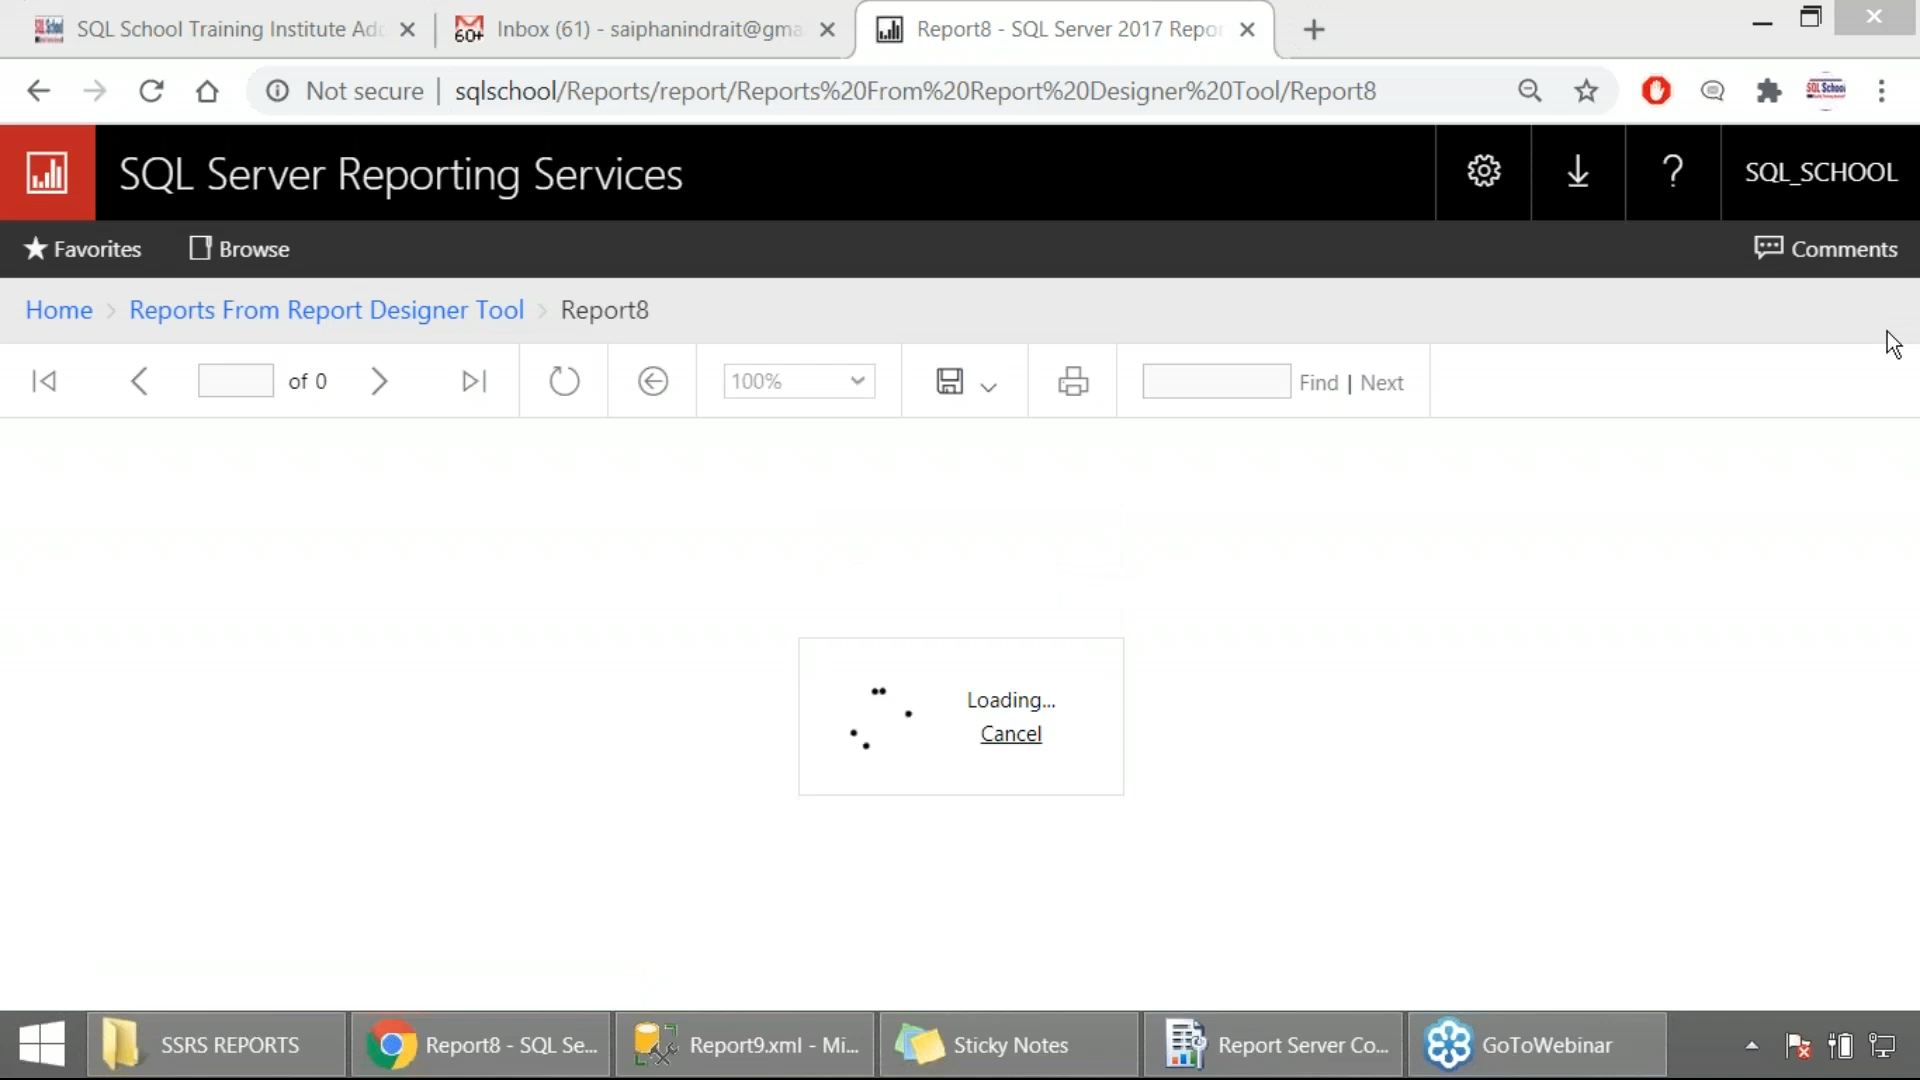 SQL School Training Institute Ad
Inbox (61) - saiphanindrait@gma
Report8 - SQL Server 2017 Repor
Not secure | sqlschool/Reports/report/Reports%20From%20Report%20Designer%20Tool/Report8
SQL Server Reporting Services
SQL_SCHOOL
Favorites
Browse
Comments
Home > Reports From Report Designer Tool > Report8
of 0
100%
Find | Next
Loading...
Cancel
SSRS REPORTS
Report8 - SQL Se...
Report9.xml - Mi...
Sticky Notes
Report Server Co...
GoToWebinar